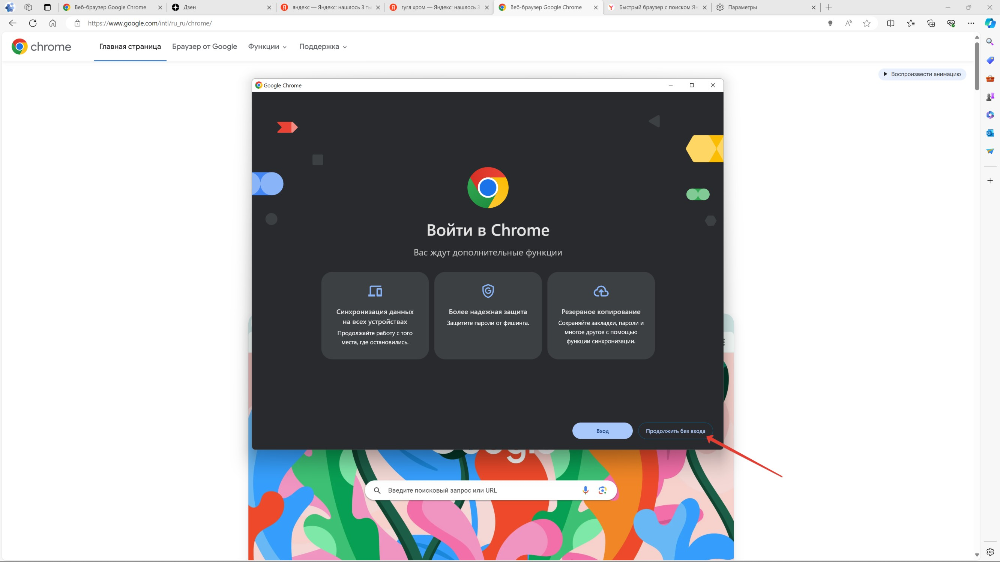 Веб-браузер Google Chrome
Дзен
яндекс — Яндекс: нашлось 3 ты
гугл хром — Яндекс: нашлось 3
Веб-браузер Google Chrome
Быстрый браузер с поиском Ян
Параметры
https://www.google.com/intl/ru_ru/chrome/
chrome
Главная страница
Браузер от Google
Функции
Поддержка
Воспроизвести анимацию
Google Chrome
Войти в Chrome
Вас ждут дополнительные функции
Синхронизация данных
на всех устройствах
Продолжайте работу с того
места, где остановились.
Более надежная защита
Защитите пароли от фишинга.
Резервное копирование
Сохраняйте закладки, пароли и
многое другое с помощью
функции синхронизации.
Вход
Продолжить без входа
Введите поисковый запрос или URL